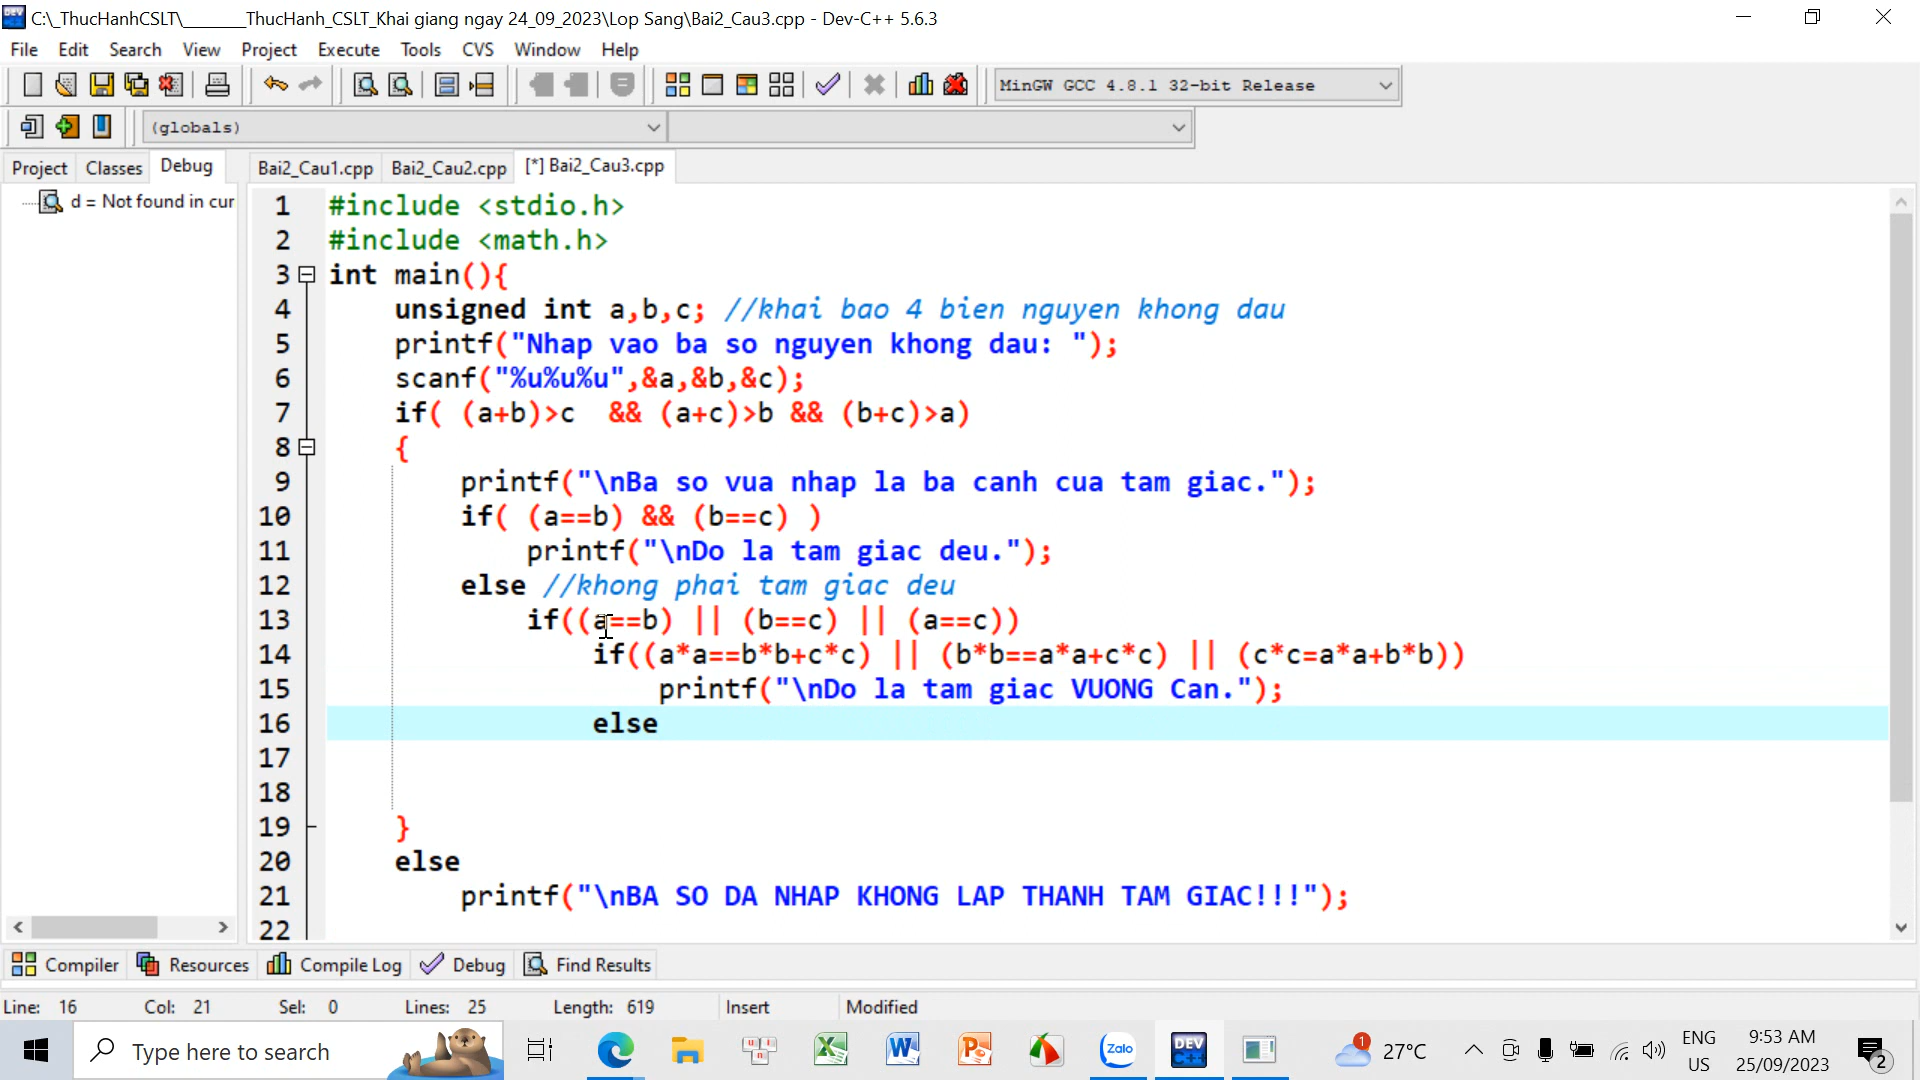 C:\_ThucHanhCSLT\________ThucHanh_CSLT_Khai giang ngay 24_09_2023\Lop Sang\Bai2_Cau3.cpp - Dev-C++ 5.6.3
File Edit Search View Project Execute Tools CVS Window Help
MinGW GCC 4.8.1 32-bit Release
(globals)
Project Classes Debug Bai2_Cau1.cpp Bai2_Cau2.cpp [*] Bai2_Cau3.cpp
d = Not found in cur
1 #include <stdio.h>
2 #include <math.h>
3 int main(){
4 unsigned int a,b,c; //khai bao 4 bien nguyen khong dau
5 printf("Nhap vao ba so nguyen khong dau: ");
6 scanf("%u%u%u",&a,&b,&c);
7 if( (a+b)>c  && (a+c)>b && (b+c)>a)
8 {
9 printf("\nBa so vua nhap la ba canh cua tam giac.");
10 if( (a==b) && (b==c) )
11 printf("\nDo la tam giac deu.");
12 else //khong phai tam giac deu
13 if((a==b) || (b==c) || (a==c))
14 if((a*a==b*b+c*c) || (b*b==a*a+c*c) || (c*c=a*a+b*b))
15 printf("\nDo la tam giac VUONG Can.");
16 else
17
18
19 }
20 else
21 printf("\nBA SO DA NHAP KHONG LAP THANH TAM GIAC!!!");
22
Compiler Resources Compile Log Debug Find Results
Line: 16 Col: 21 Sel: 0 Lines: 25 Length: 619 Insert Modified
Type here to search
Zalo
DEV C++
1
27°C
ENG
US
9:53 AM
25/09/2023
2